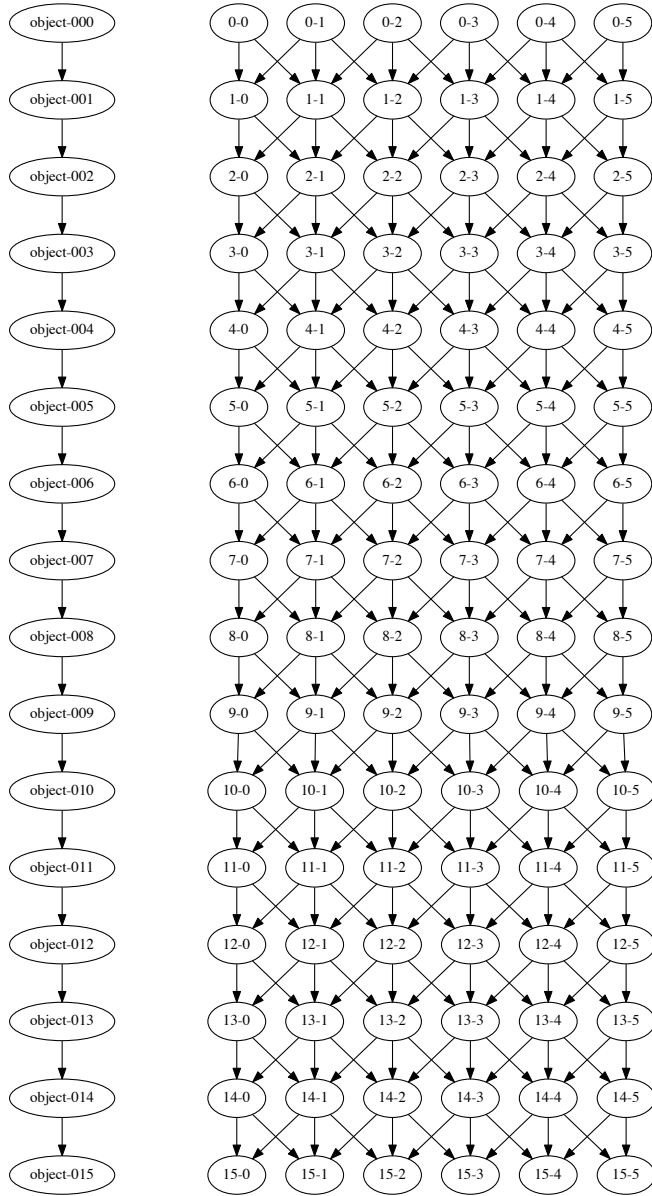 object-000 0-0 0-1 0-2 0-3 0-4 0-5
object-001 1-0 1-1 1-2 1-3 1-4 1-5
object-002 2-0 2-1 2-2 2-3 2-4 2-5
object-003 3-0 3-1 3-2 3-3 3-4 3-5
object-004 4-0 4-1 4-2 4-3 4-4 4-5
object-005 5-0 5-1 5-2 5-3 5-4 5-5
object-006 6-0 6-1 6-2 6-3 6-4 6-5
object-007 7-0 7-1 7-2 7-3 7-4 7-5
object-008 8-0 8-1 8-2 8-3 8-4 8-5
object-009 9-0 9-1 9-2 9-3 9-4 9-5
object-010 10-0 10-1 10-2 10-3 10-4 10-5
object-011 11-0 11-1 11-2 11-3 11-4 11-5
object-012 12-0 12-1 12-2 12-3 12-4 12-5
object-013 13-0 13-1 13-2 13-3 13-4 13-5
object-014 14-0 14-1 14-2 14-3 14-4 14-5
object-015 15-0 15-1 15-2 15-3 15-4 15-5